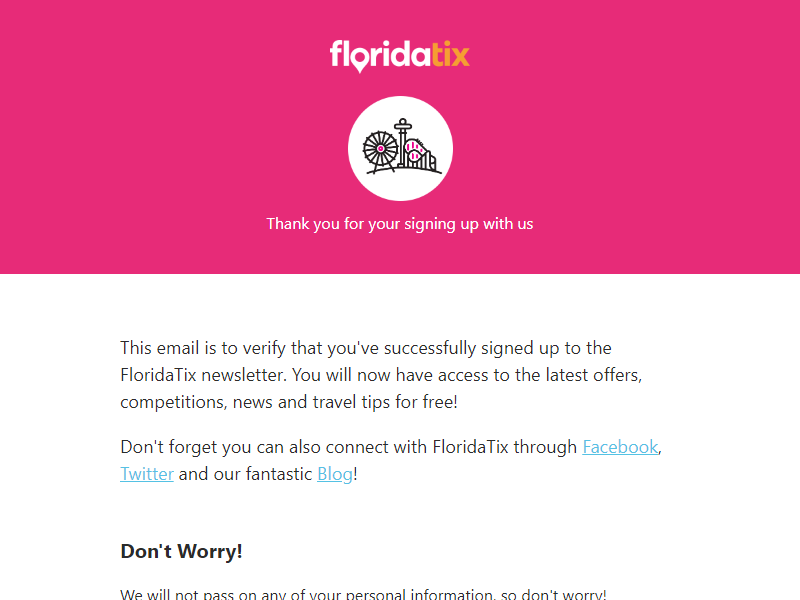 floridatix
Thank you for your signing up with us
This email is to verify that you've successfully signed up to the
FloridaTix newsletter. You will now have access to the latest offers,
competitions, news and travel tips for free!
Don't forget you can also connect with FloridaTix through Facebook,
Twitter and our fantastic Blog!
Don't Worry!
We will not pass on any of your personal information, so don't worry!